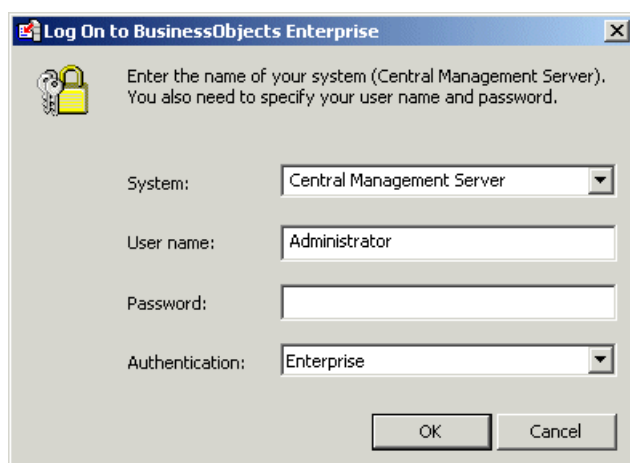 Log On to BusinessObjects Enterprise
Enter the name of your system (Central Management Server).
You also need to specify your user name and password.
System: Central Management Server
User name: Administrator
Password:
Authentication: Enterprise
OK Cancel